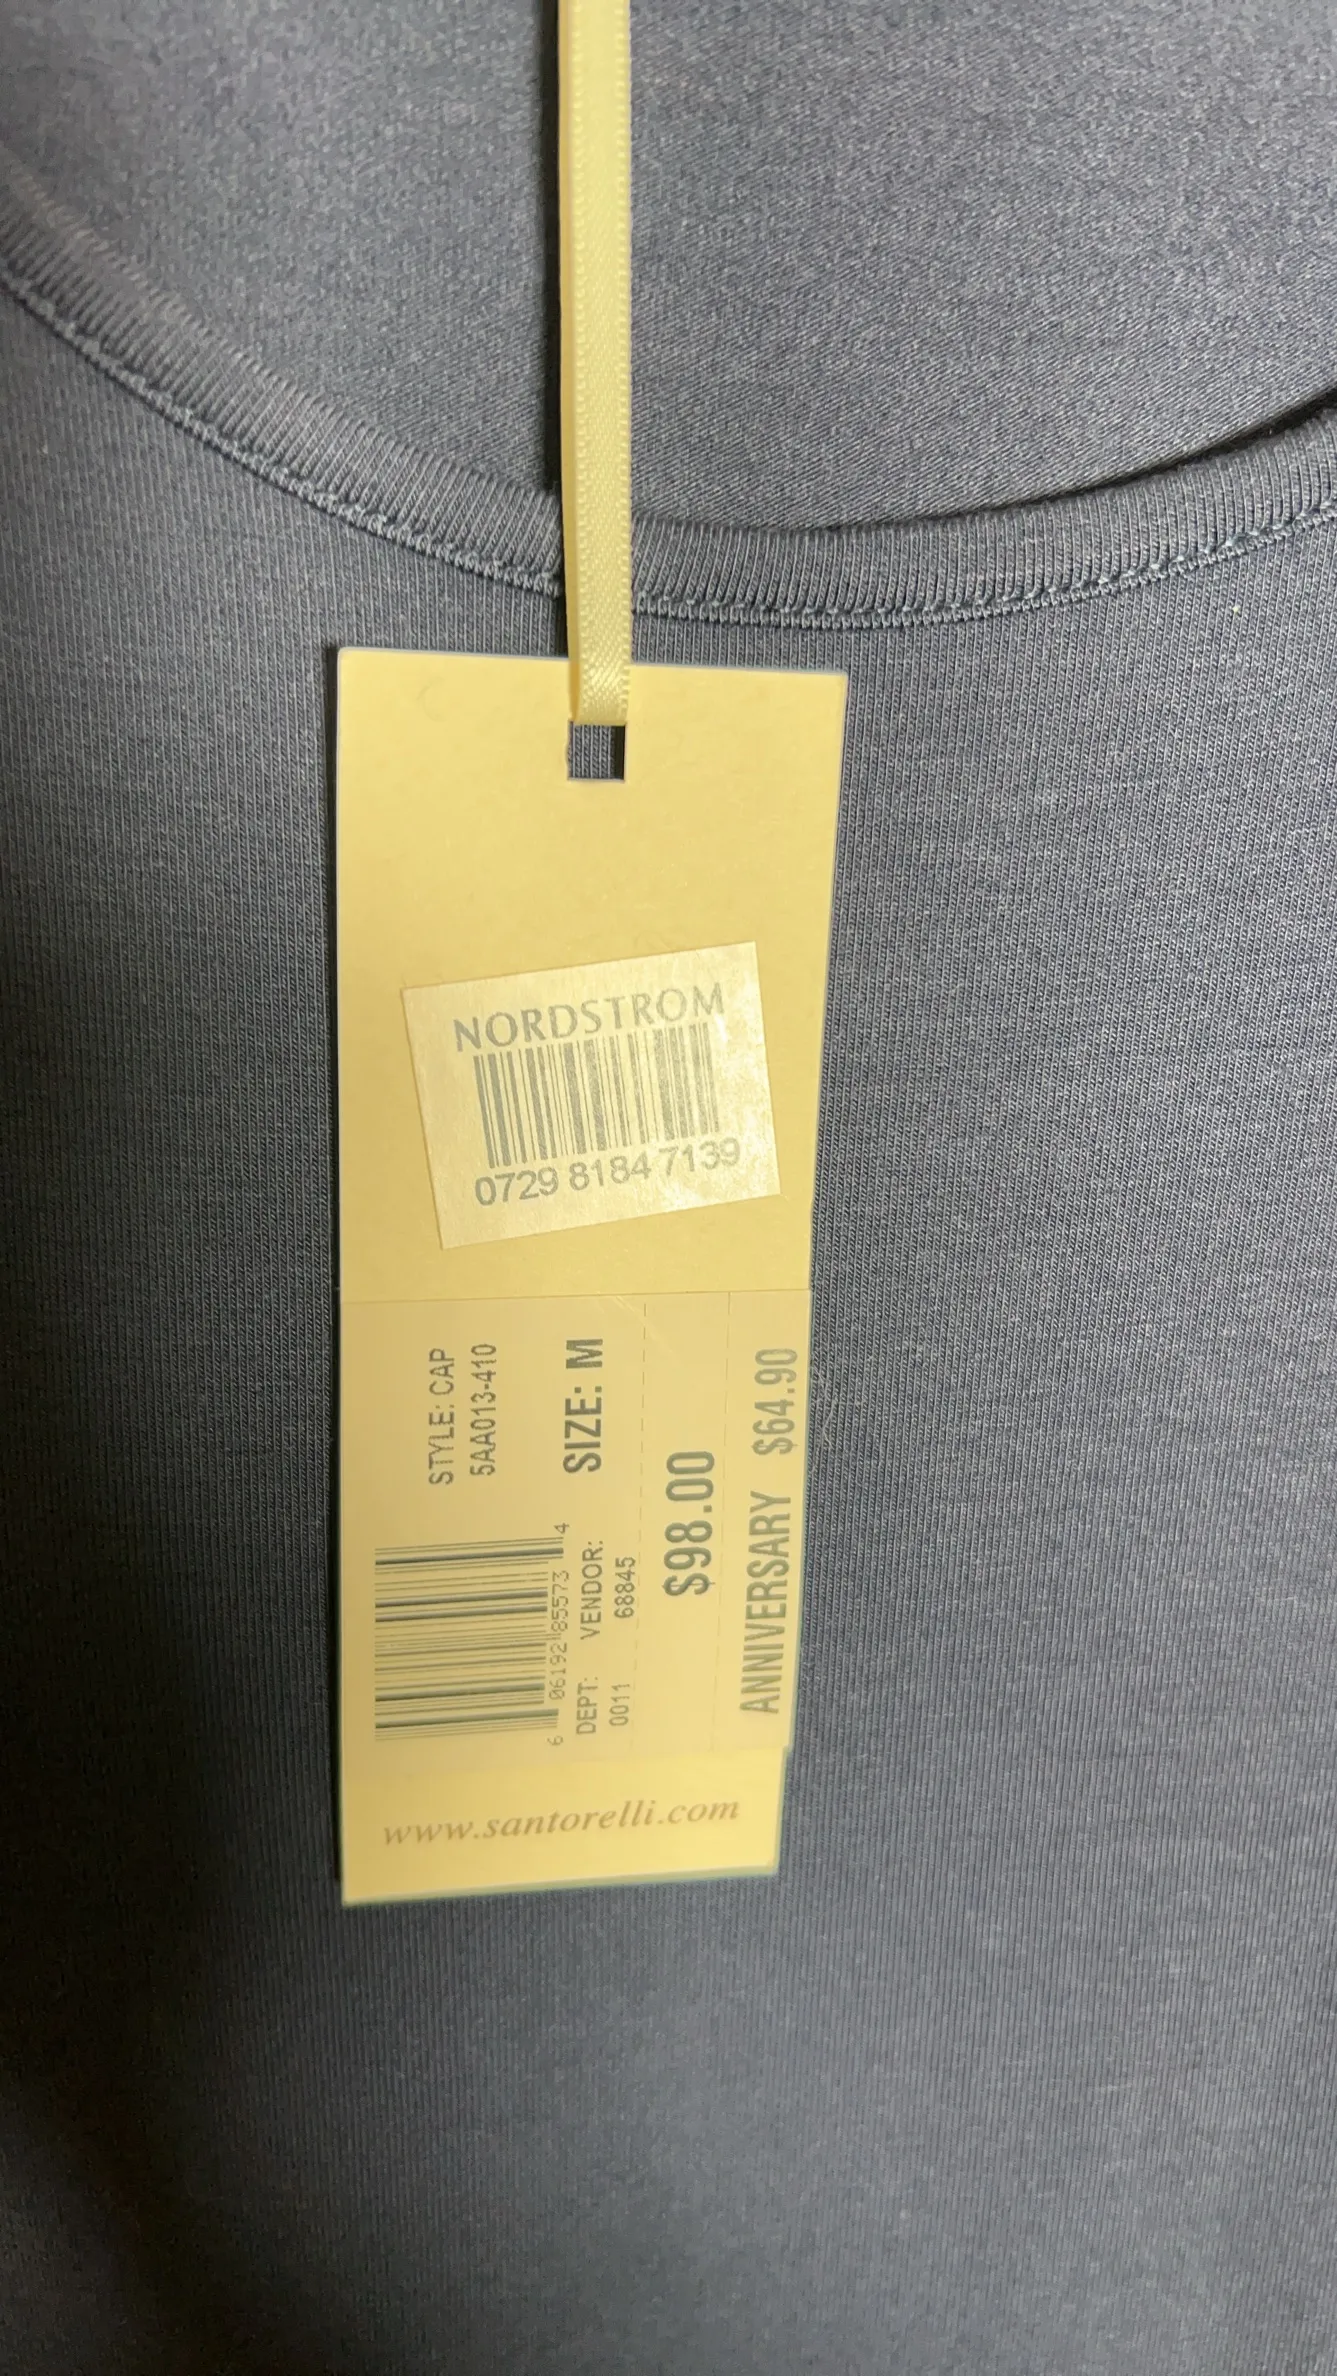 NORDSTROM
0729 8184 7139
STYLE: CAP
5AA013-410
SIZE: M
6 06192 85573 4
DEPT: VENDOR:
0011 68845
$98.00
ANNIVERSARY $64.90
www.santorelli.com